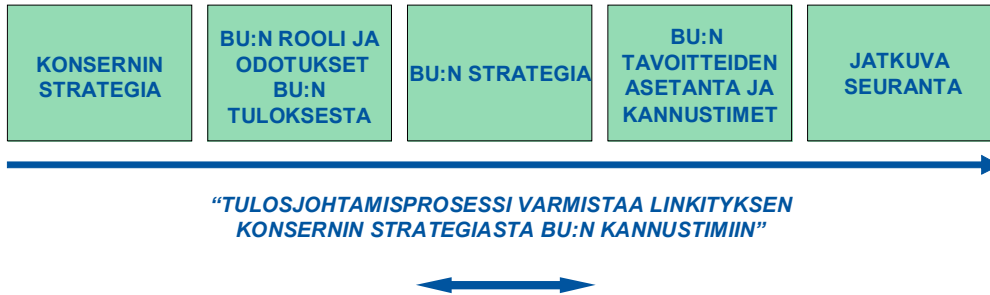 KONSERNIN
STRATEGIA
BU:N ROOLI JA
ODOTUKSET
BU:N
TULOKSESTA
BU:N STRATEGIA
BU:N
TAVOITTEIDEN
ASETANTA JA
KANNUSTIMET
JATKUVA
SEURANTA
“TULOSJOHTAMISPROSESSI VARMISTAA LINKITYKSEN
KONSERNIN STRATEGIASTA BU:N KANNUSTIMIIN”